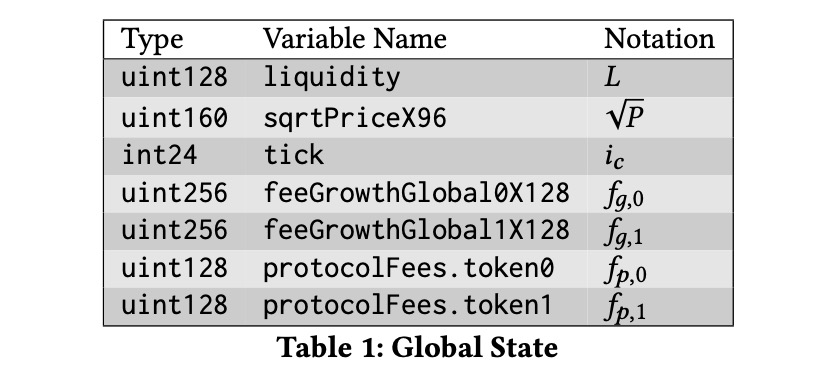 Type Variable Name Notation
uint128 liquidity L
uint160 sqrtPriceX96 √P
int24 tick i_c
uint256 feeGrowthGlobal0X128 f_{g,0}
uint256 feeGrowthGlobal1X128 f_{g,1}
uint128 protocolFees.token0 f_{p,0}
uint128 protocolFees.token1 f_{p,1}
Table 1: Global State